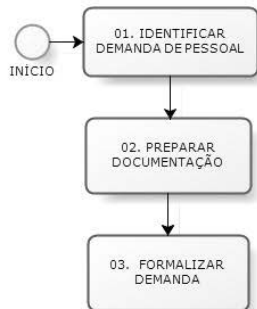 01. IDENTIFICAR
DEMANDA DE PESSOAL
INÍCIO
02. PREPARAR
DOCUMENTAÇÃO
03. FORMALIZAR
DEMANDA